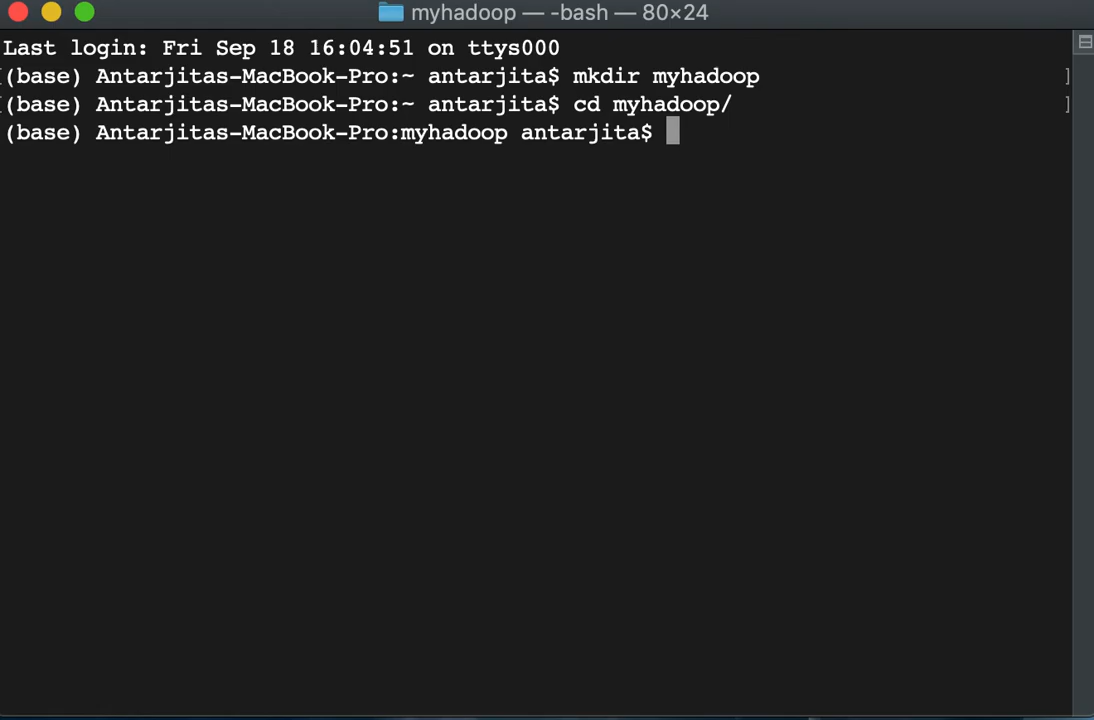 myhadoop — -bash — 80×24
Last login: Fri Sep 18 16:04:51 on ttys000
[(base) Antarjitas-MacBook-Pro:~ antarjita$ mkdir myhadoop ]
[(base) Antarjitas-MacBook-Pro:~ antarjita$ cd myhadoop/ ]
(base) Antarjitas-MacBook-Pro:myhadoop antarjita$